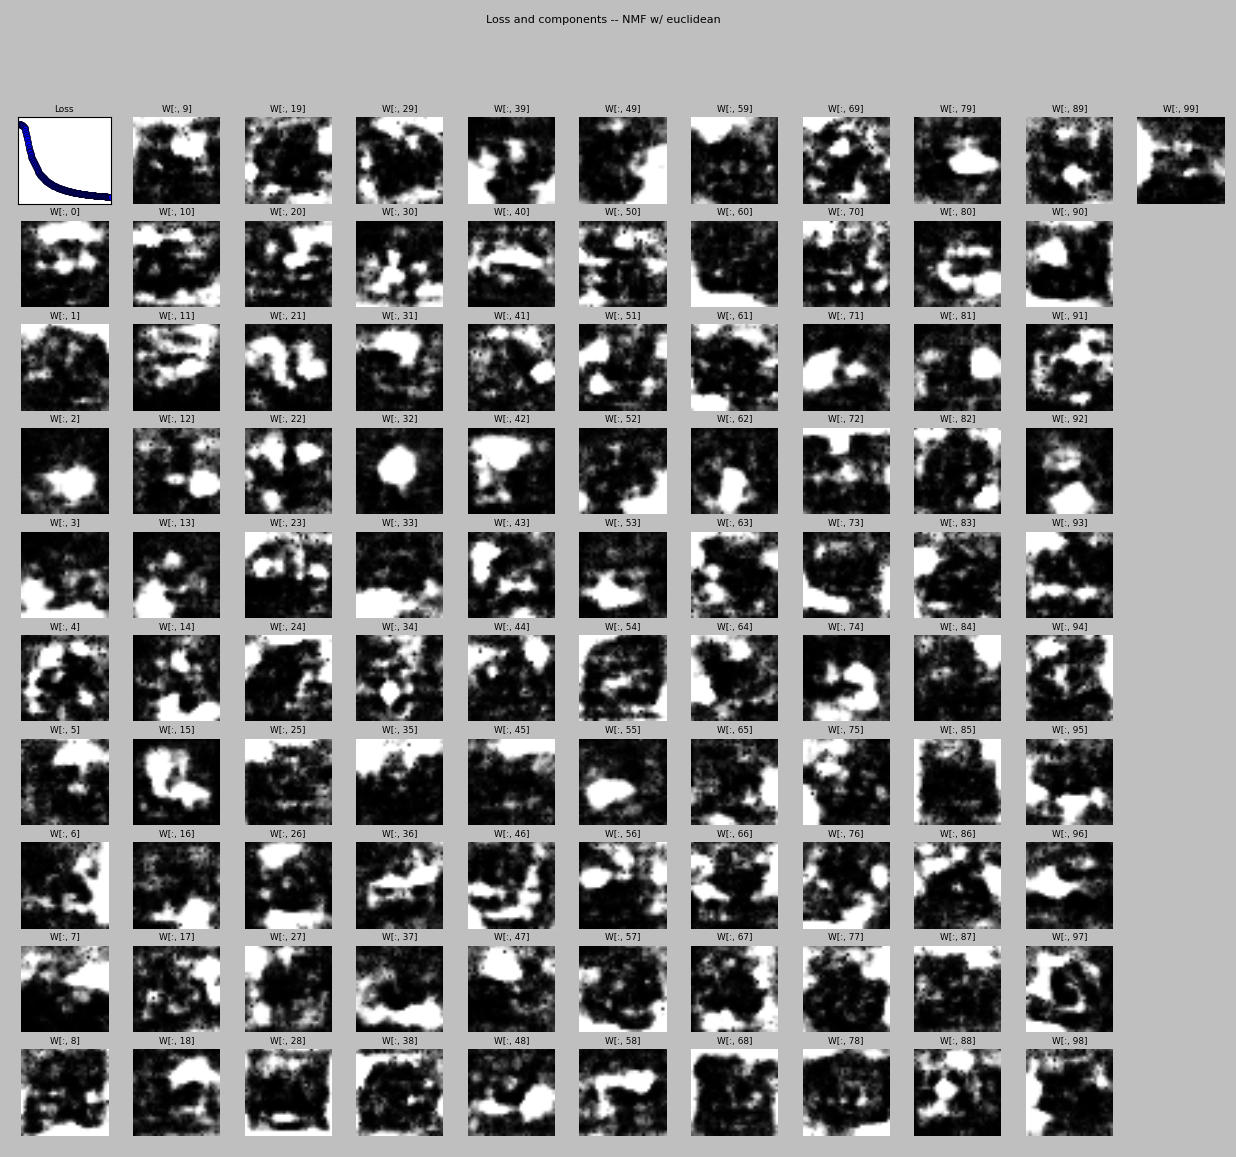 Loss and components -- NMF w/ euclidean
Loss W[:, 9] W[:, 19] W[:, 29] W[:, 39] W[:, 49] W[:, 59] W[:, 69] W[:, 79] W[:, 89] W[:, 99]
W[:, 0] W[:, 10] W[:, 20] W[:, 30] W[:, 40] W[:, 50] W[:, 60] W[:, 70] W[:, 80] W[:, 90]
W[:, 1] W[:, 11] W[:, 21] W[:, 31] W[:, 41] W[:, 51] W[:, 61] W[:, 71] W[:, 81] W[:, 91]
W[:, 2] W[:, 12] W[:, 22] W[:, 32] W[:, 42] W[:, 52] W[:, 62] W[:, 72] W[:, 82] W[:, 92]
W[:, 3] W[:, 13] W[:, 23] W[:, 33] W[:, 43] W[:, 53] W[:, 63] W[:, 73] W[:, 83] W[:, 93]
W[:, 4] W[:, 14] W[:, 24] W[:, 34] W[:, 44] W[:, 54] W[:, 64] W[:, 74] W[:, 84] W[:, 94]
W[:, 5] W[:, 15] W[:, 25] W[:, 35] W[:, 45] W[:, 55] W[:, 65] W[:, 75] W[:, 85] W[:, 95]
W[:, 6] W[:, 16] W[:, 26] W[:, 36] W[:, 46] W[:, 56] W[:, 66] W[:, 76] W[:, 86] W[:, 96]
W[:, 7] W[:, 17] W[:, 27] W[:, 37] W[:, 47] W[:, 57] W[:, 67] W[:, 77] W[:, 87] W[:, 97]
W[:, 8] W[:, 18] W[:, 28] W[:, 38] W[:, 48] W[:, 58] W[:, 68] W[:, 78] W[:, 88] W[:, 98]